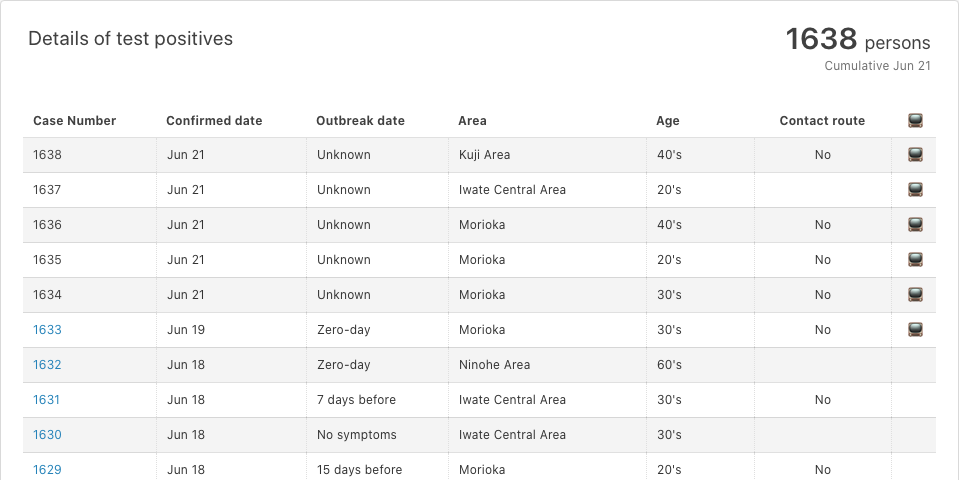 Details of test positives
1638 persons
Cumulative Jun 21
Case Number Confirmed date Outbreak date Area Age Contact route
1638 Jun 21 Unknown Kuji Area 40's No
1637 Jun 21 Unknown Iwate Central Area 20's
1636 Jun 21 Unknown Morioka 40's No
1635 Jun 21 Unknown Morioka 20's No
1634 Jun 21 Unknown Morioka 30's No
1633 Jun 19 Zero-day Morioka 30's No
1632 Jun 18 Zero-day Ninohe Area 60's
1631 Jun 18 7 days before Iwate Central Area 30's No
1630 Jun 18 No symptoms Iwate Central Area 30's
1629 Jun 18 15 days before Morioka 20's No